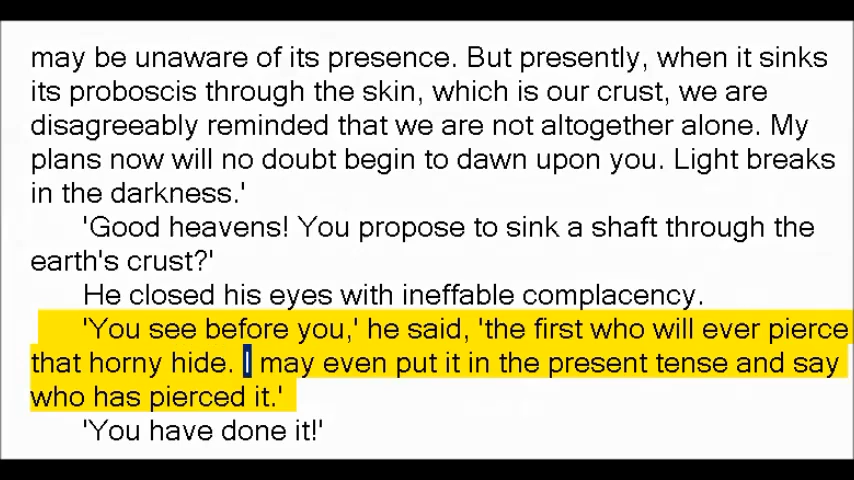 may be unaware of its presence. But presently, when it sinks
its proboscis through the skin, which is our crust, we are
disagreeably reminded that we are not altogether alone. My
plans now will no doubt begin to dawn upon you. Light breaks
in the darkness.'
'Good heavens! You propose to sink a shaft through the
earth's crust?'
He closed his eyes with ineffable complacency.
'You see before you,' he said, 'the first who will ever pierce
that horny hide. I may even put it in the present tense and say
who has pierced it.'
'You have done it!'